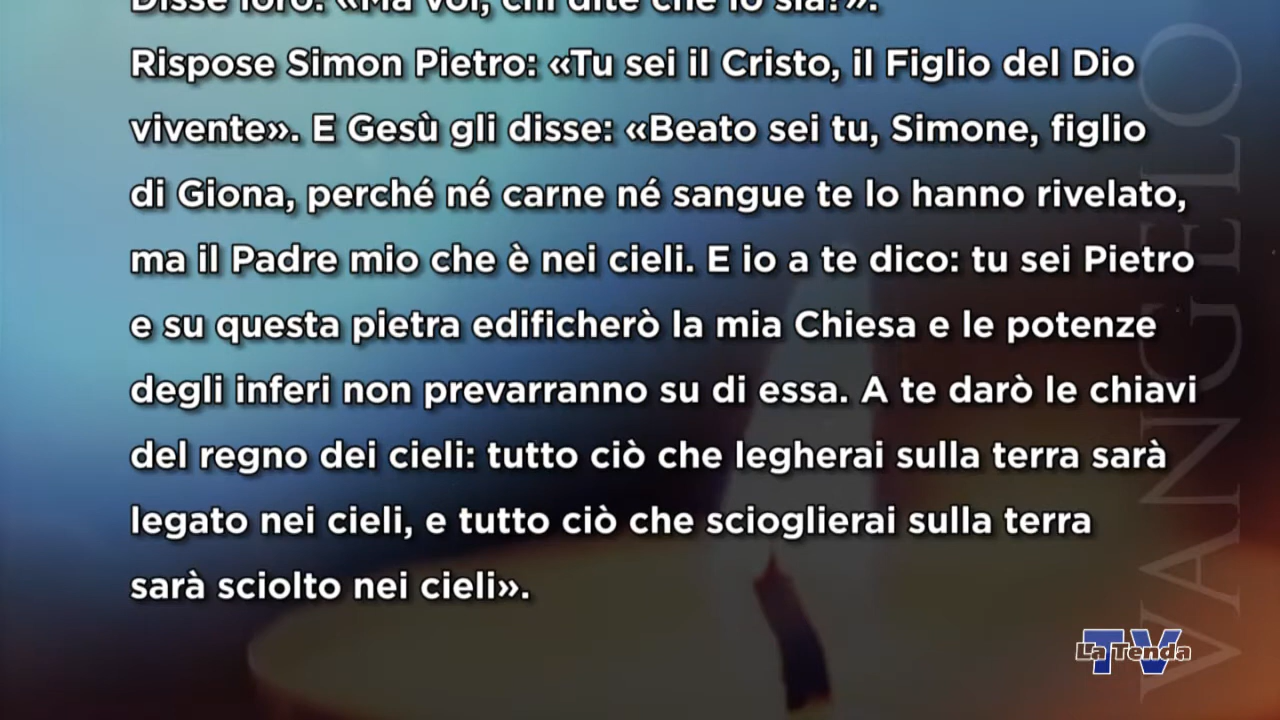 Disse loro: «Ma voi, chi dite che io sia?».
Rispose Simon Pietro: «Tu sei il Cristo, il Figlio del Dio
vivente». E Gesù gli disse: «Beato sei tu, Simone, figlio
di Giona, perché né carne né sangue te lo hanno rivelato,
ma il Padre mio che è nei cieli. E io a te dico: tu sei Pietro
e su questa pietra edificherò la mia Chiesa e le potenze
degli inferi non prevarranno su di essa. A te darò le chiavi
del regno dei cieli: tutto ciò che legherai sulla terra sarà
legato nei cieli, e tutto ciò che scioglierai sulla terra
sarà sciolto nei cieli».
VANGELO
TV
La Tenda